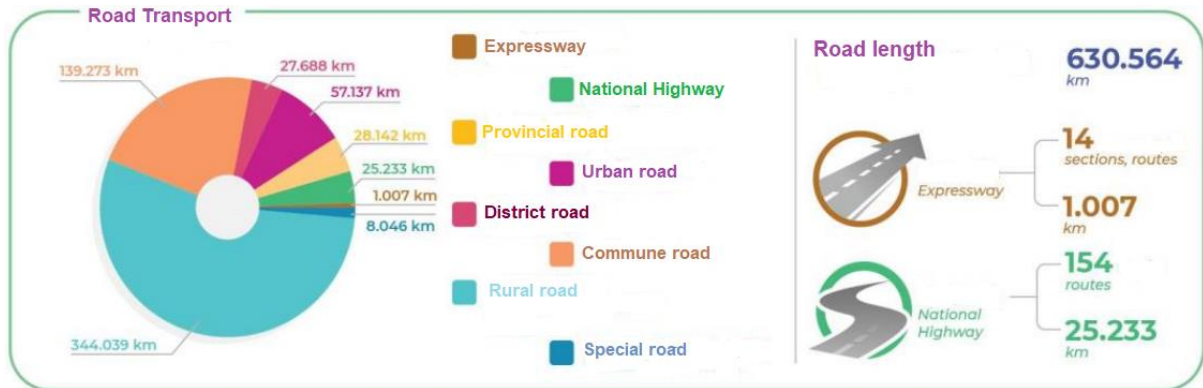 Road Transport
139.273 km
27.688 km
57.137 km
28.142 km
25.233 km
1.007 km
8.046 km
344.039 km
Expressway
National Highway
Provincial road
Urban road
District road
Commune road
Rural road
Special road
Road length
630.564
km
Expressway
14
sections, routes
1.007
km
National
Highway
154
routes
25.233
km